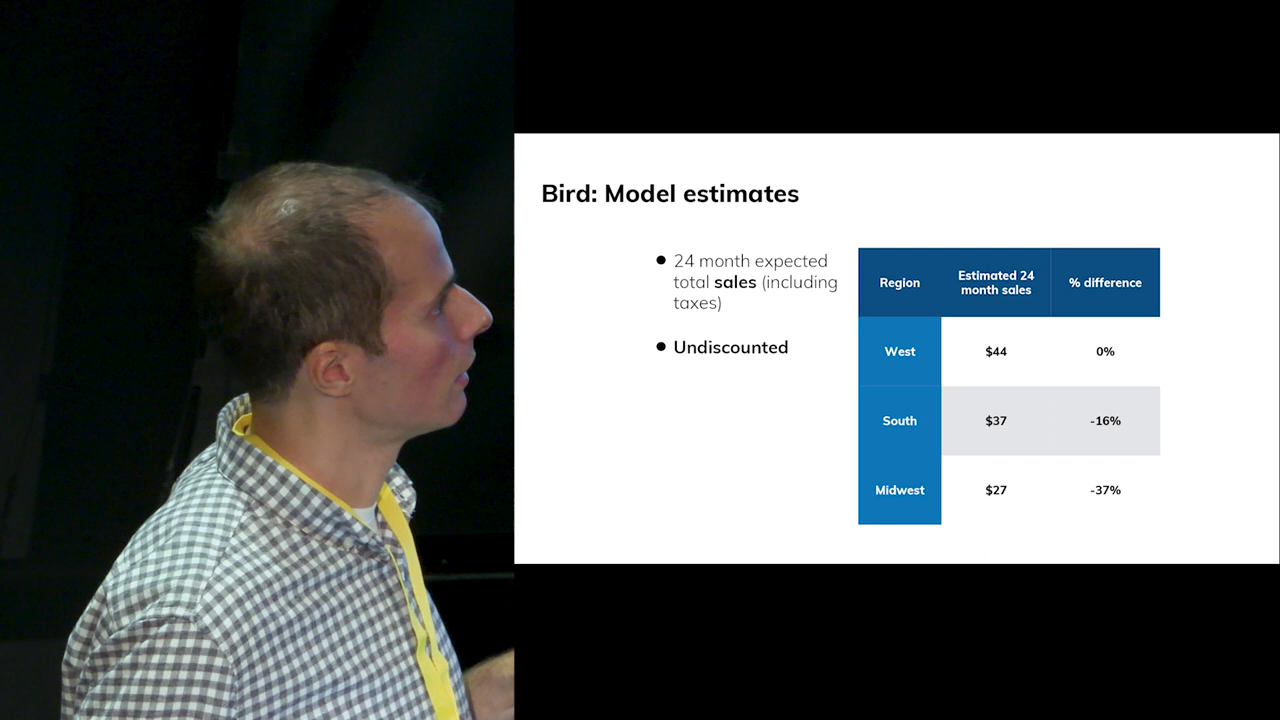 Bird: Model estimates
● 24 month expected
total sales (including
taxes)
● Undiscounted
Region Estimated 24 month sales % difference
West $44 0%
South $37 -16%
Midwest $27 -37%